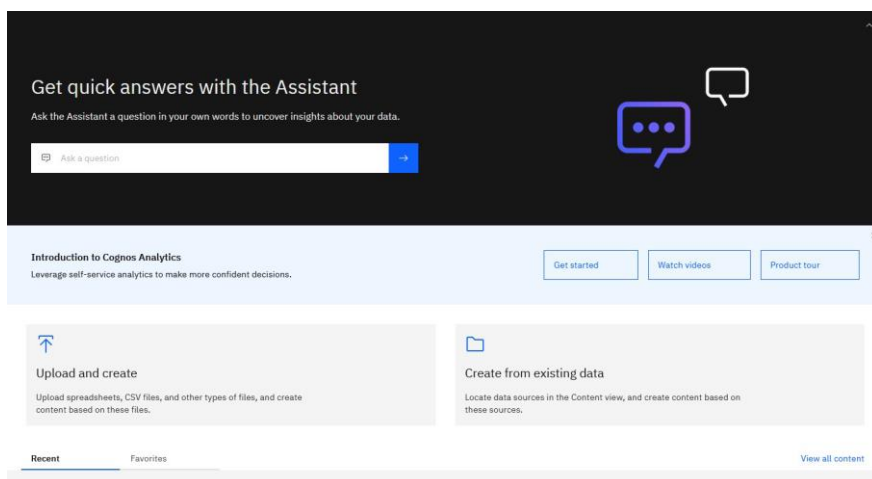 Get quick answers with the Assistant
Ask the Assistant a question in your own words to uncover insights about your data.
Ask a question
Introduction to Cognos Analytics
Leverage self-service analytics to make more confident decisions.
Get started
Watch videos
Product tour
Upload and create
Upload spreadsheets, CSV files, and other types of files, and create
content based on these files.
Create from existing data
Locate data sources in the Content view, and create content based on
these sources.
Recent
Favorites
View all content